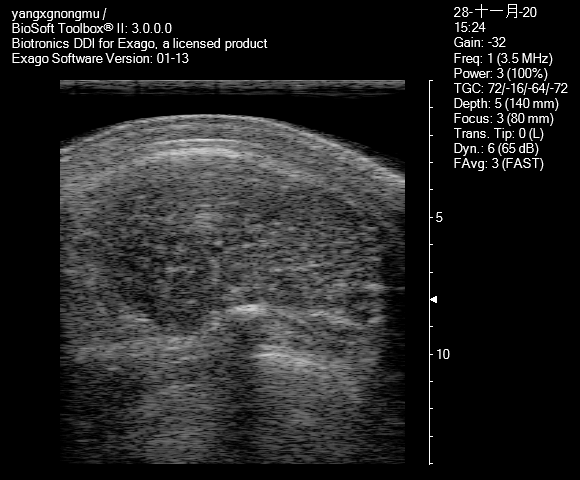 yangxgnongmu /
BioSoft Toolbox® II: 3.0.0.0
Biotronics DDI for Exago, a licensed product
Exago Software Version: 01-13
28-十一月-20
15:24
Gain: -32
Freq: 1 (3.5 MHz)
Power: 3 (100%)
TGC: 72/-16/-64/-72
Depth: 5 (140 mm)
Focus: 3 (80 mm)
Trans. Tip: 0 (L)
Dyn.: 6 (65 dB)
FAvg: 3 (FAST)
5
10